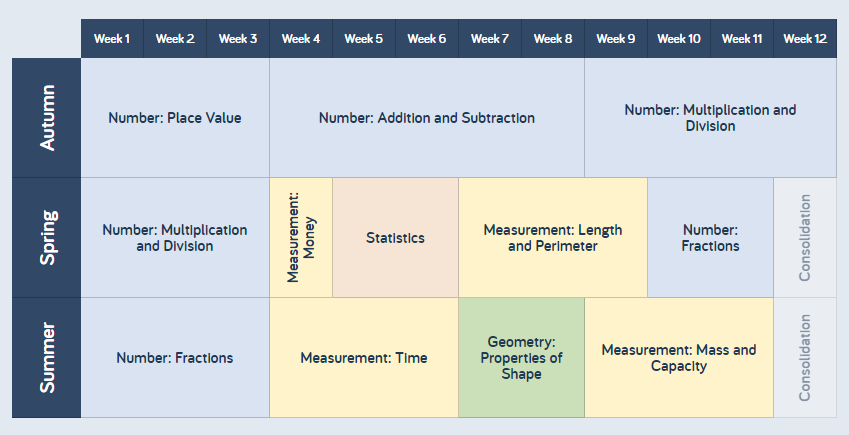 Week 1 Week 2 Week 3 Week 4 Week 5 Week 6 Week 7 Week 8 Week 9 Week 10 Week 11 Week 12
Autumn
Number: Place Value
Number: Addition and Subtraction
Number: Multiplication and
Division
Spring
Number: Multiplication
and Division
Measurement:
Money
Statistics
Measurement: Length
and Perimeter
Number:
Fractions
Consolidation
Summer
Number: Fractions
Measurement: Time
Geometry:
Properties of
Shape
Measurement: Mass and
Capacity
Consolidation